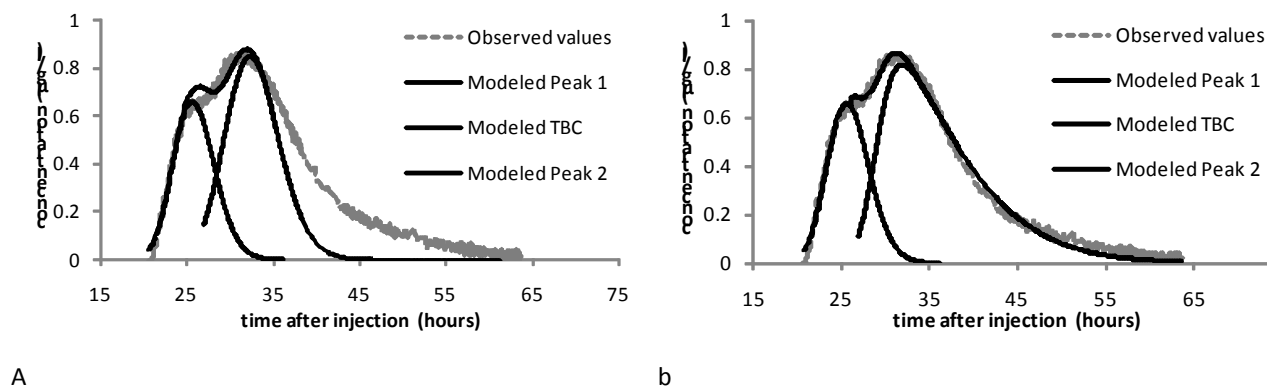 1
0.8
0.6
0.4
0.2
0
15 25 35 45 55 65 75
time after injection (hours)
Observed values
Modeled Peak 1
Modeled TBC
Modeled Peak 2
A
1
0.8
0.6
0.4
0.2
0
15 25 35 45 55 65
time after injection (hours)
Observed values
Modeled Peak 1
Modeled TBC
Modeled Peak 2
b